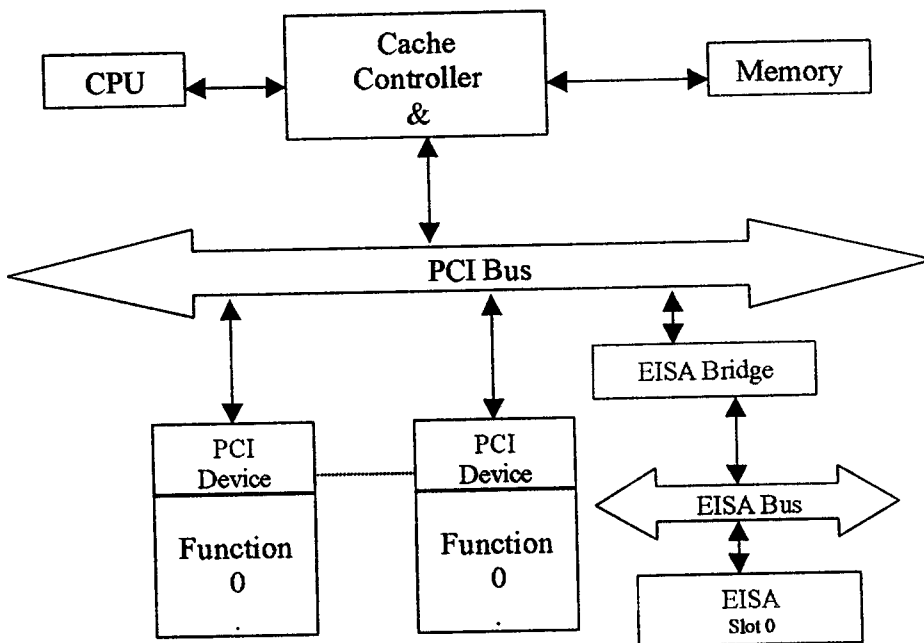 CPU
Cache
Controller
&
Memory
PCI Bus
EISA Bridge
PCI
Device
PCI
Device
EISA Bus
Function
0
Function
0
EISA
Slot 0